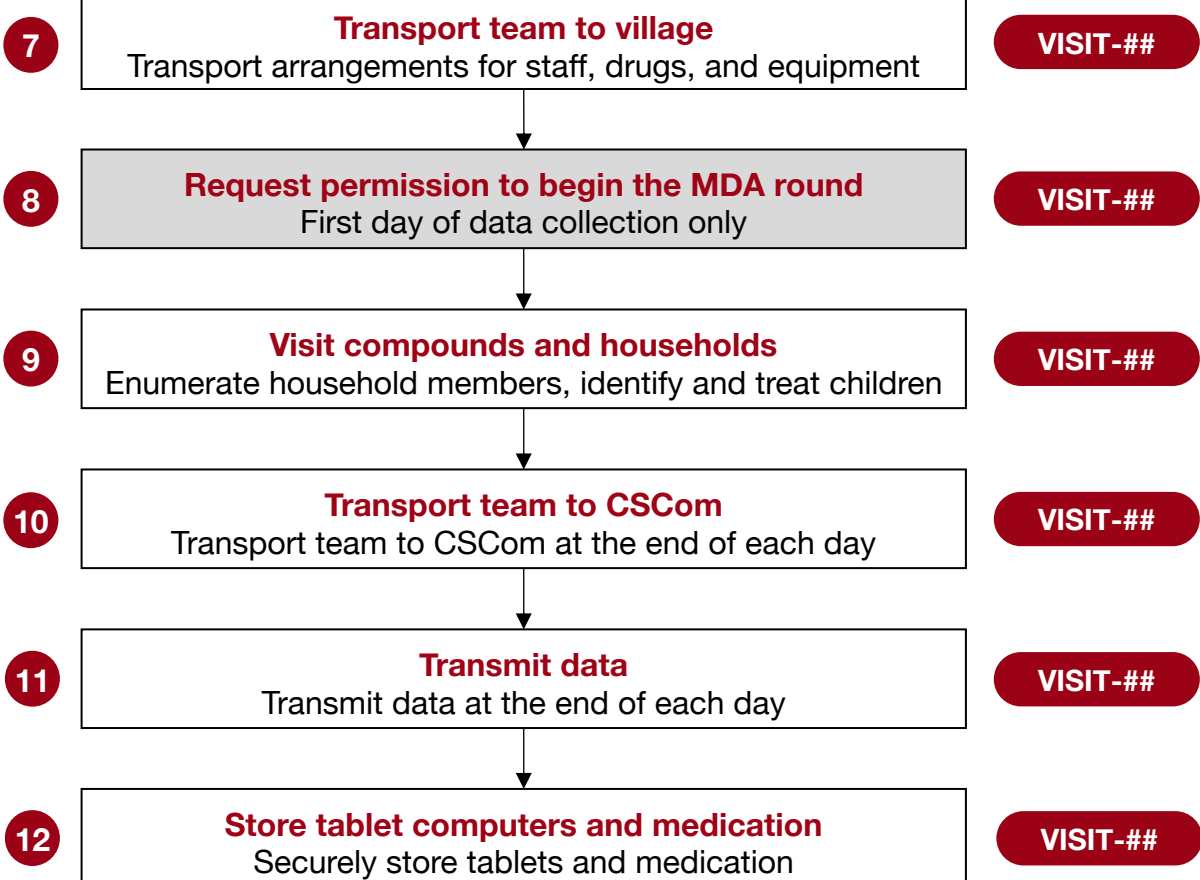 7
Transport team to village
Transport arrangements for staff, drugs, and equipment
VISIT-##
8
Request permission to begin the MDA round
First day of data collection only
VISIT-##
9
Visit compounds and households
Enumerate household members, identify and treat children
VISIT-##
10
Transport team to CSCom
Transport team to CSCom at the end of each day
VISIT-##
11
Transmit data
Transmit data at the end of each day
VISIT-##
12
Store tablet computers and medication
Securely store tablets and medication
VISIT-##